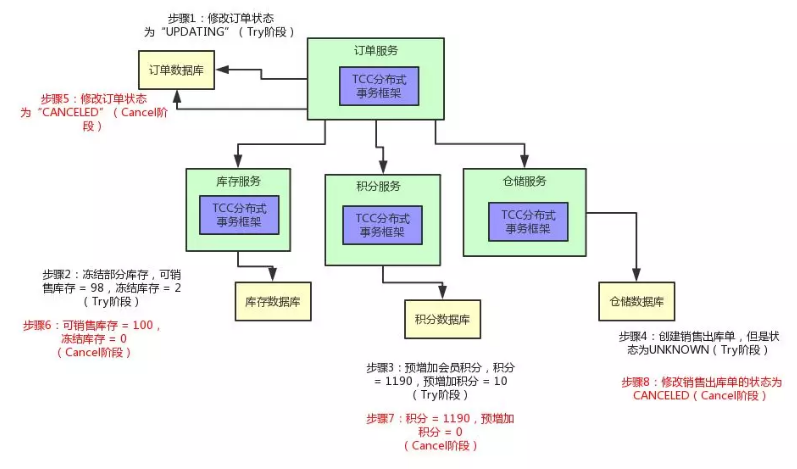 步骤1：修改订单状态
为“UPDATING”（Try阶段）
订单服务
TCC分布式
事务框架
订单数据库
步骤5：修改订单状态
为“CANCELED”（Cancel阶
段）
库存服务
TCC分布式
事务框架
积分服务
TCC分布式
事务框架
仓储服务
TCC分布式
事务框架
步骤2：冻结部分库存，可销
售库存 = 98，冻结库存 = 2
（Try阶段）
库存数据库
步骤6：可销售库存 = 100，
冻结库存 = 0
（Cancel阶段）
积分数据库
仓储数据库
步骤3：预增加会员积分，积分
= 1190，预增加积分 = 10
（Try阶段）
步骤7：积分 = 1190，预增加
积分 = 0
（Cancel阶段）
步骤4：创建销售出库单，但是状
态为UNKNOWN（Try阶段）
步骤8：修改销售出库单的状态为
CANCELED（Cancel阶段）